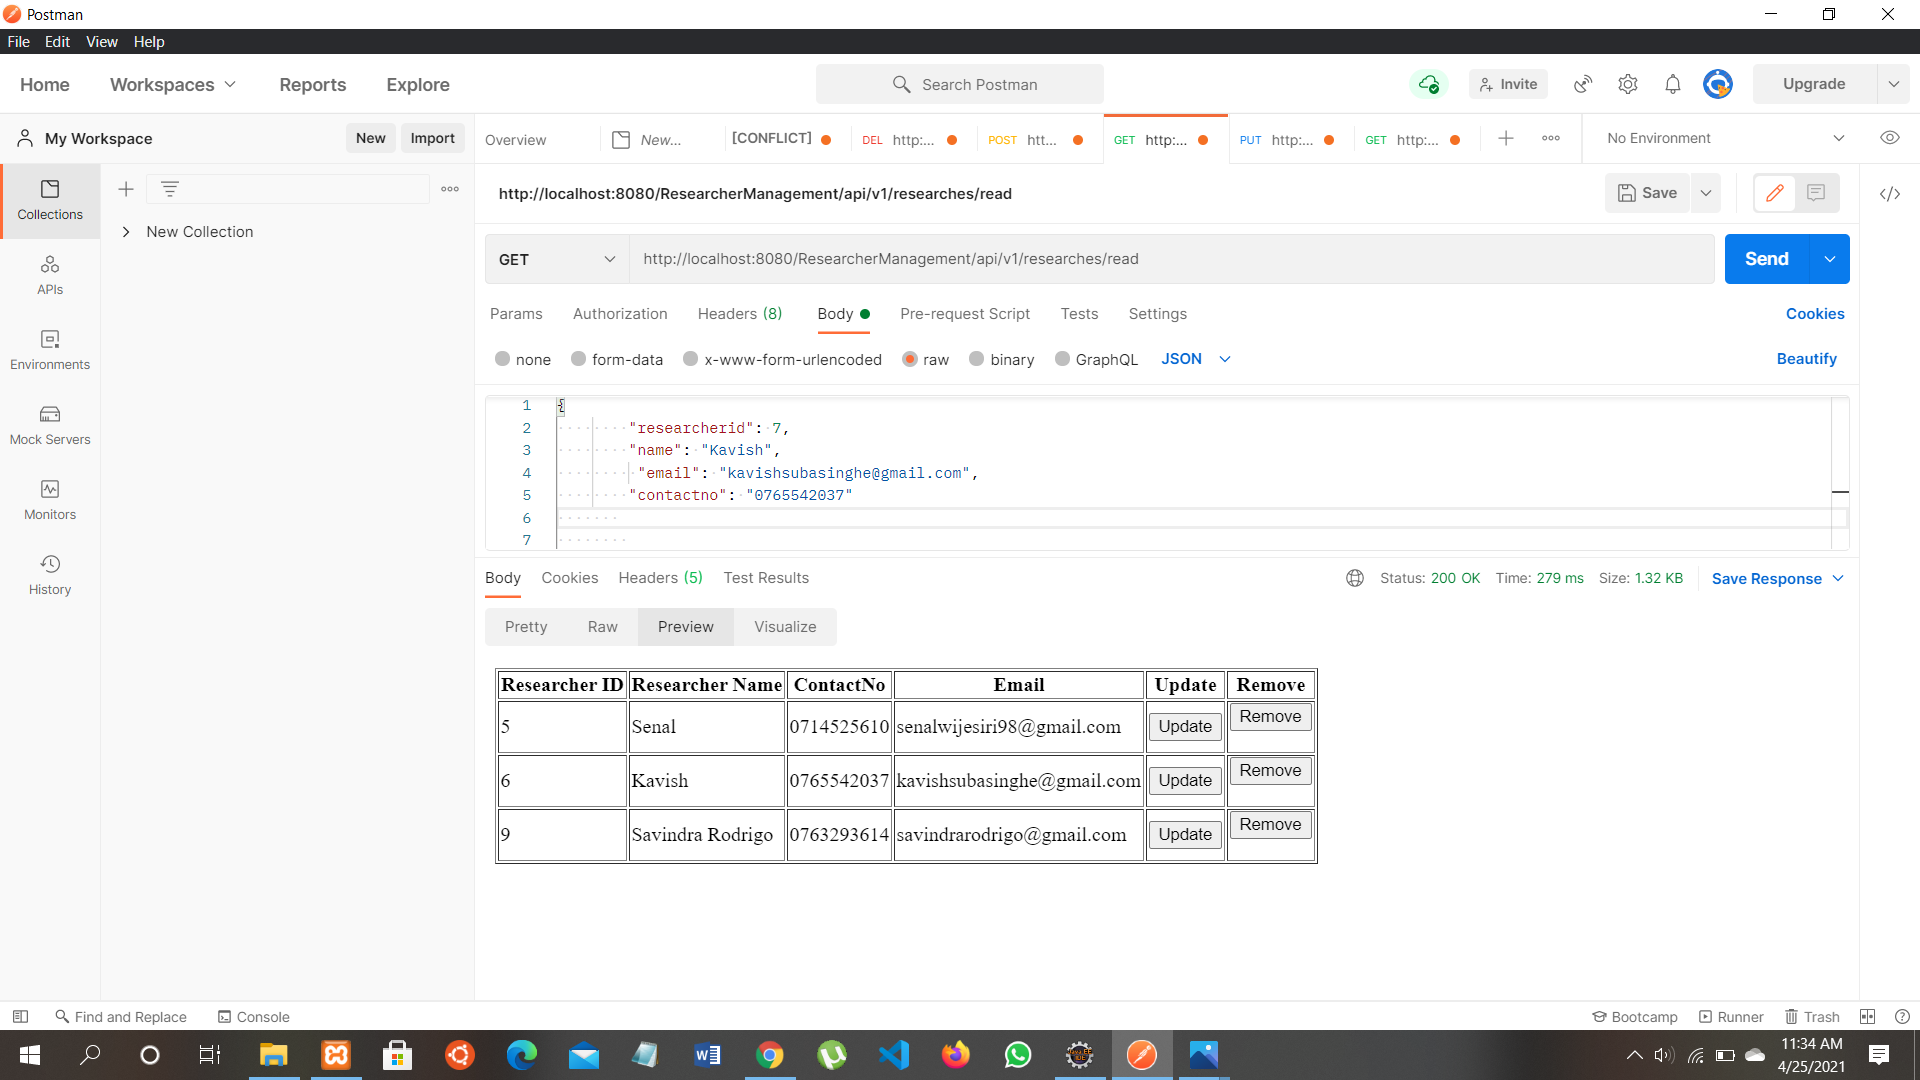 Postman
File Edit View Help
Home Workspaces Reports Explore Search Postman Invite Upgrade
My Workspace New Import Overview New... [CONFLICT] DEL http:... POST htt... GET http:... PUT http:... GET http:... No Environment
http://localhost:8080/ResearcherManagement/api/v1/researches/read Save
Collections
New Collection
APIs
Environments
Mock Servers
Monitors
History
GET http://localhost:8080/ResearcherManagement/api/v1/researches/read Send
Params Authorization Headers (8) Body Pre-request Script Tests Settings Cookies
none form-data x-www-form-urlencoded raw binary GraphQL JSON Beautify
1 {
2 "researcherid": 7,
3 "name": "Kavish",
4 "email": "kavishsubasinghe@gmail.com",
5 "contactno": "0765542037"
6
7
Body Cookies Headers (5) Test Results Status: 200 OK Time: 279 ms Size: 1.32 KB Save Response
Pretty Raw Preview Visualize
Researcher ID Researcher Name ContactNo Email Update Remove
5 Senal 0714525610 senalwijesiri98@gmail.com Update Remove
6 Kavish 0765542037 kavishsubasinghe@gmail.com Update Remove
9 Savindra Rodrigo 0763293614 savindrarodrigo@gmail.com Update Remove
Find and Replace Console Bootcamp Runner Trash
11:34 AM
4/25/2021